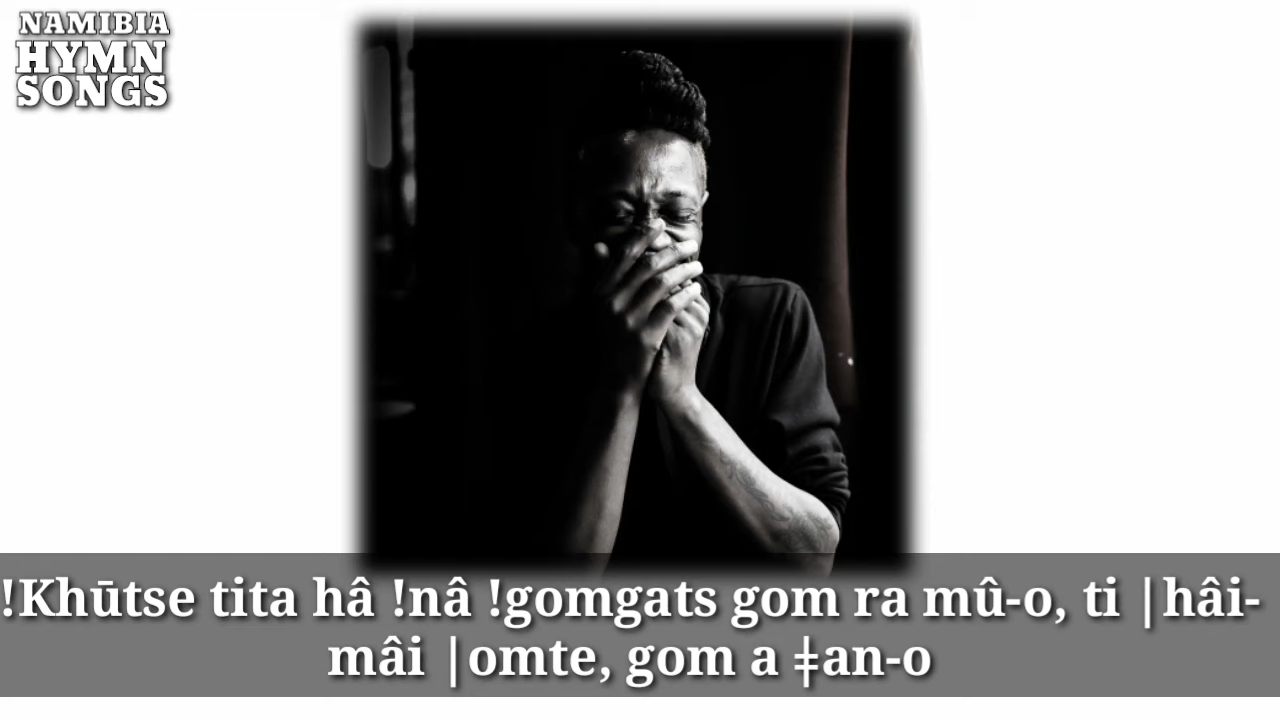 NAMIBIA
HYMN
SONGS
!Khūtse tita hâ !nâ !gomgats gom ra mû-o, ti |hâi-
mâi |omte, gom a ǂan-o